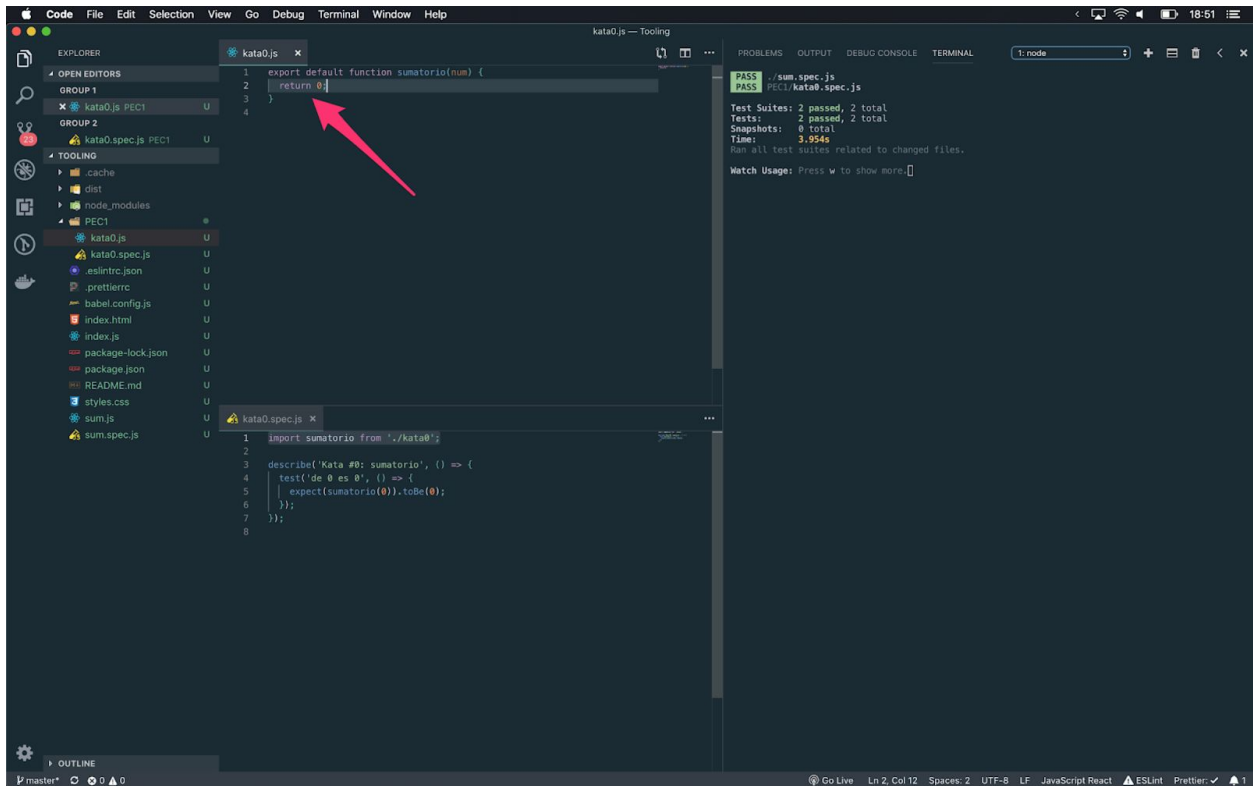 Code File Edit Selection View Go Debug Terminal Window Help 18:51
kata0.js — Tooling
EXPLORER
OPEN EDITORS
GROUP 1
kata0.js PEC1 U
GROUP 2
23
kata0.spec.js PEC1 U
TOOLING
.cache
dist
node_modules
PEC1
kata0.js U
kata0.spec.js U
.eslintrc.json U
.prettierrc U
babel.config.js U
index.html U
index.js U
package-lock.json U
package.json U
README.md U
styles.css U
sum.js U
sum.spec.js U
OUTLINE
kata0.js ×
1 export default function sumatorio(num) {
2 return 0;
3 }
4
kata0.spec.js ×
1 import sumatorio from './kata0';
2
3 describe('Kata #0: sumatorio', () => {
4 test('de 0 es 0', () => {
5 expect(sumatorio(0)).toBe(0);
6 });
7 });
8
PROBLEMS OUTPUT DEBUG CONSOLE TERMINAL 1: node
PASS ./sum.spec.js
PASS PEC1/kata0.spec.js
Test Suites: 2 passed, 2 total
Tests: 2 passed, 2 total
Snapshots: 0 total
Time: 3.954s
Ran all test suites related to changed files.
Watch Usage: Press w to show more.
master* 0 0 Go Live Ln 2, Col 12 Spaces: 2 UTF-8 LF JavaScript React ESLint Prettier: ✓ 1